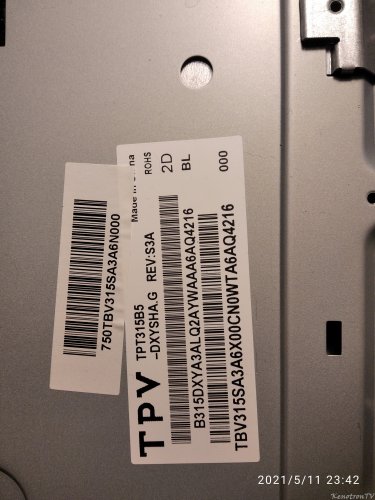 750TBV315SA3A6N000
TPV
TPT315B5
-DXYSHA.G REV:S3A
Made in
na
ROHS
2D
BL
000
B315DXYA3ALQ2AYWAAA6AQ4216
TBV315SA3A6X00CN0WTA6AQ4216
2021/5/11 23:42
KenotronTV